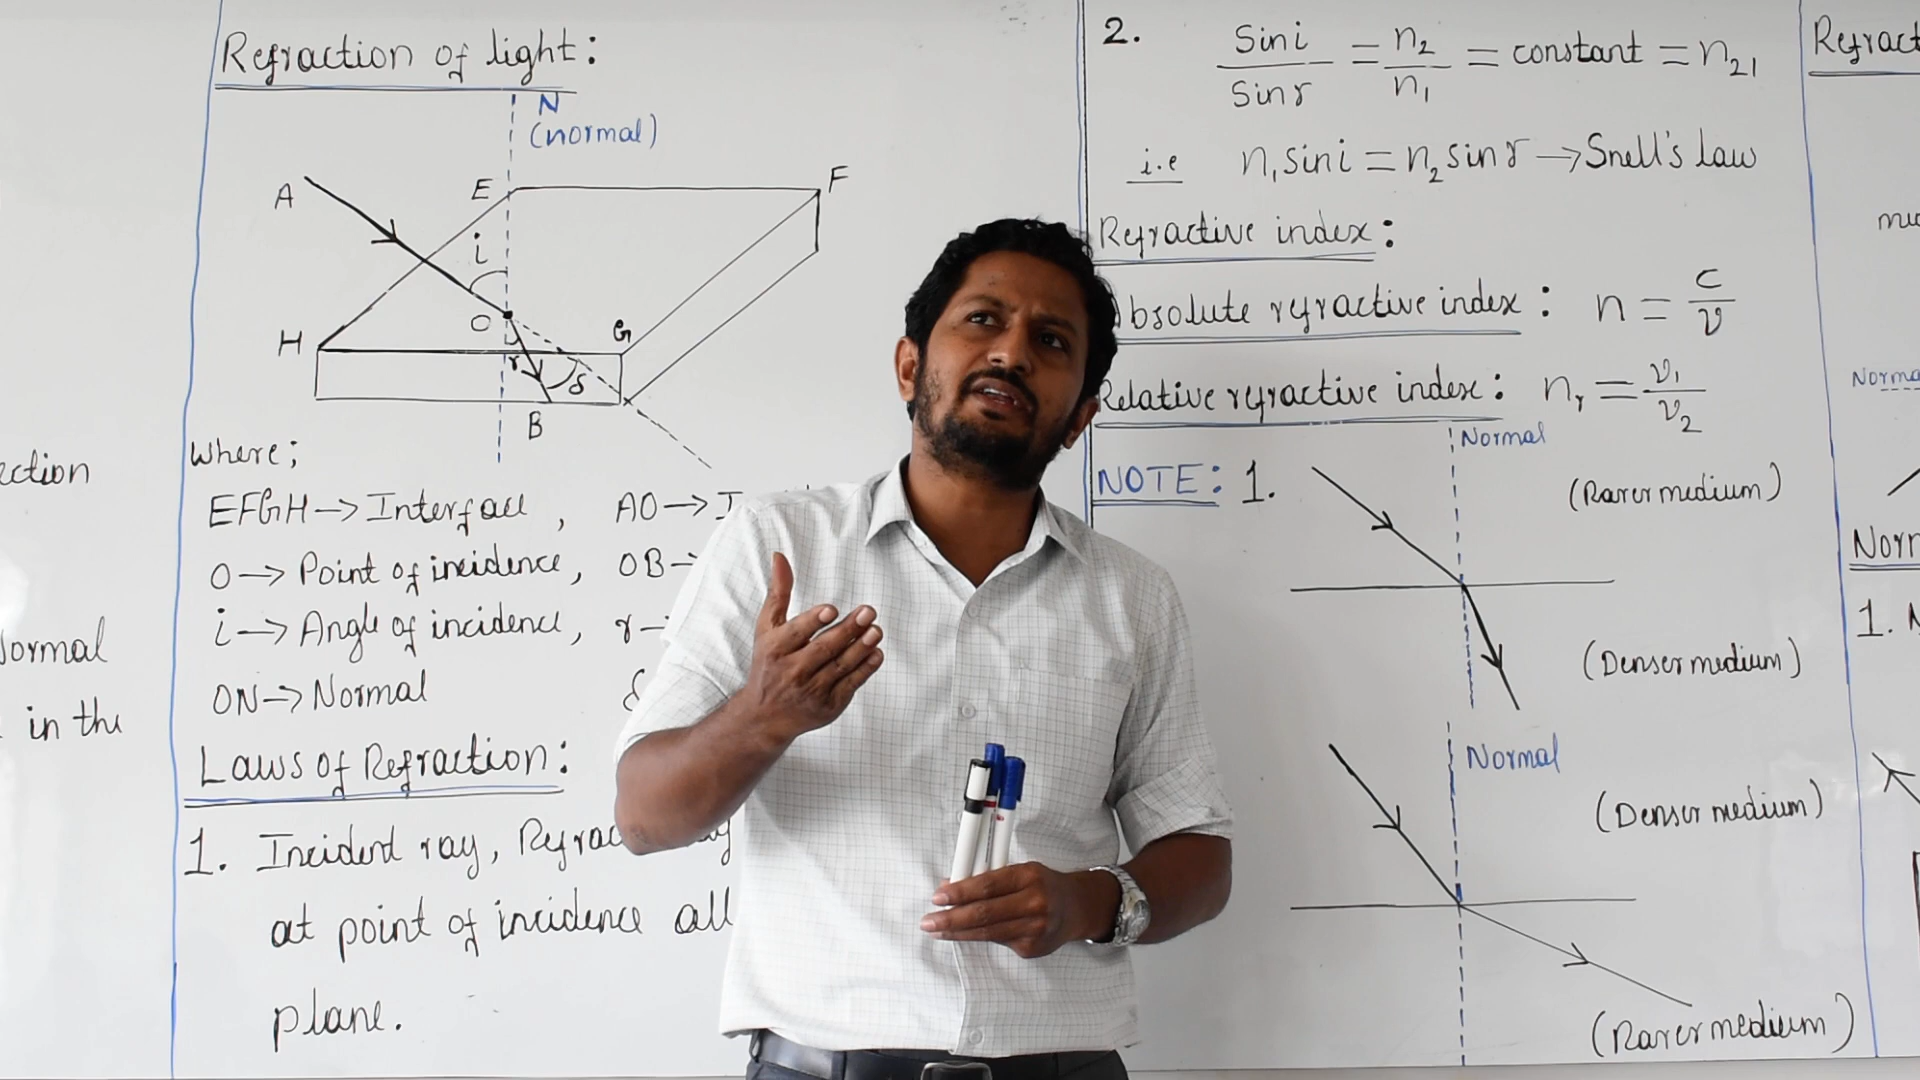 ection
Normal
in the
Refraction of light:
N
(normal)
A
E
F
i
O
H
G
r
δ
B
Where;
EFGH→Interface, AO→I
O→ Point of incidence, OB→
i→ Angle of incidence, r→
ON→Normal δ
Laws of Refraction:
1. Incident ray, Refrac
at point of incidence all
plane.
2. Sin i / Sin r = n2 / n1 = constant = n21
i.e n1 sin i = n2 sin r → Snell's law
Refractive index:
Absolute refractive index: n = c/v
Relative refractive index: nr = v1/v2
NOTE: 1.
Normal
(Rarer medium)
(Denser medium)
Normal
(Denser medium)
(Rarer medium)
Refract
Norma
Norm
1.